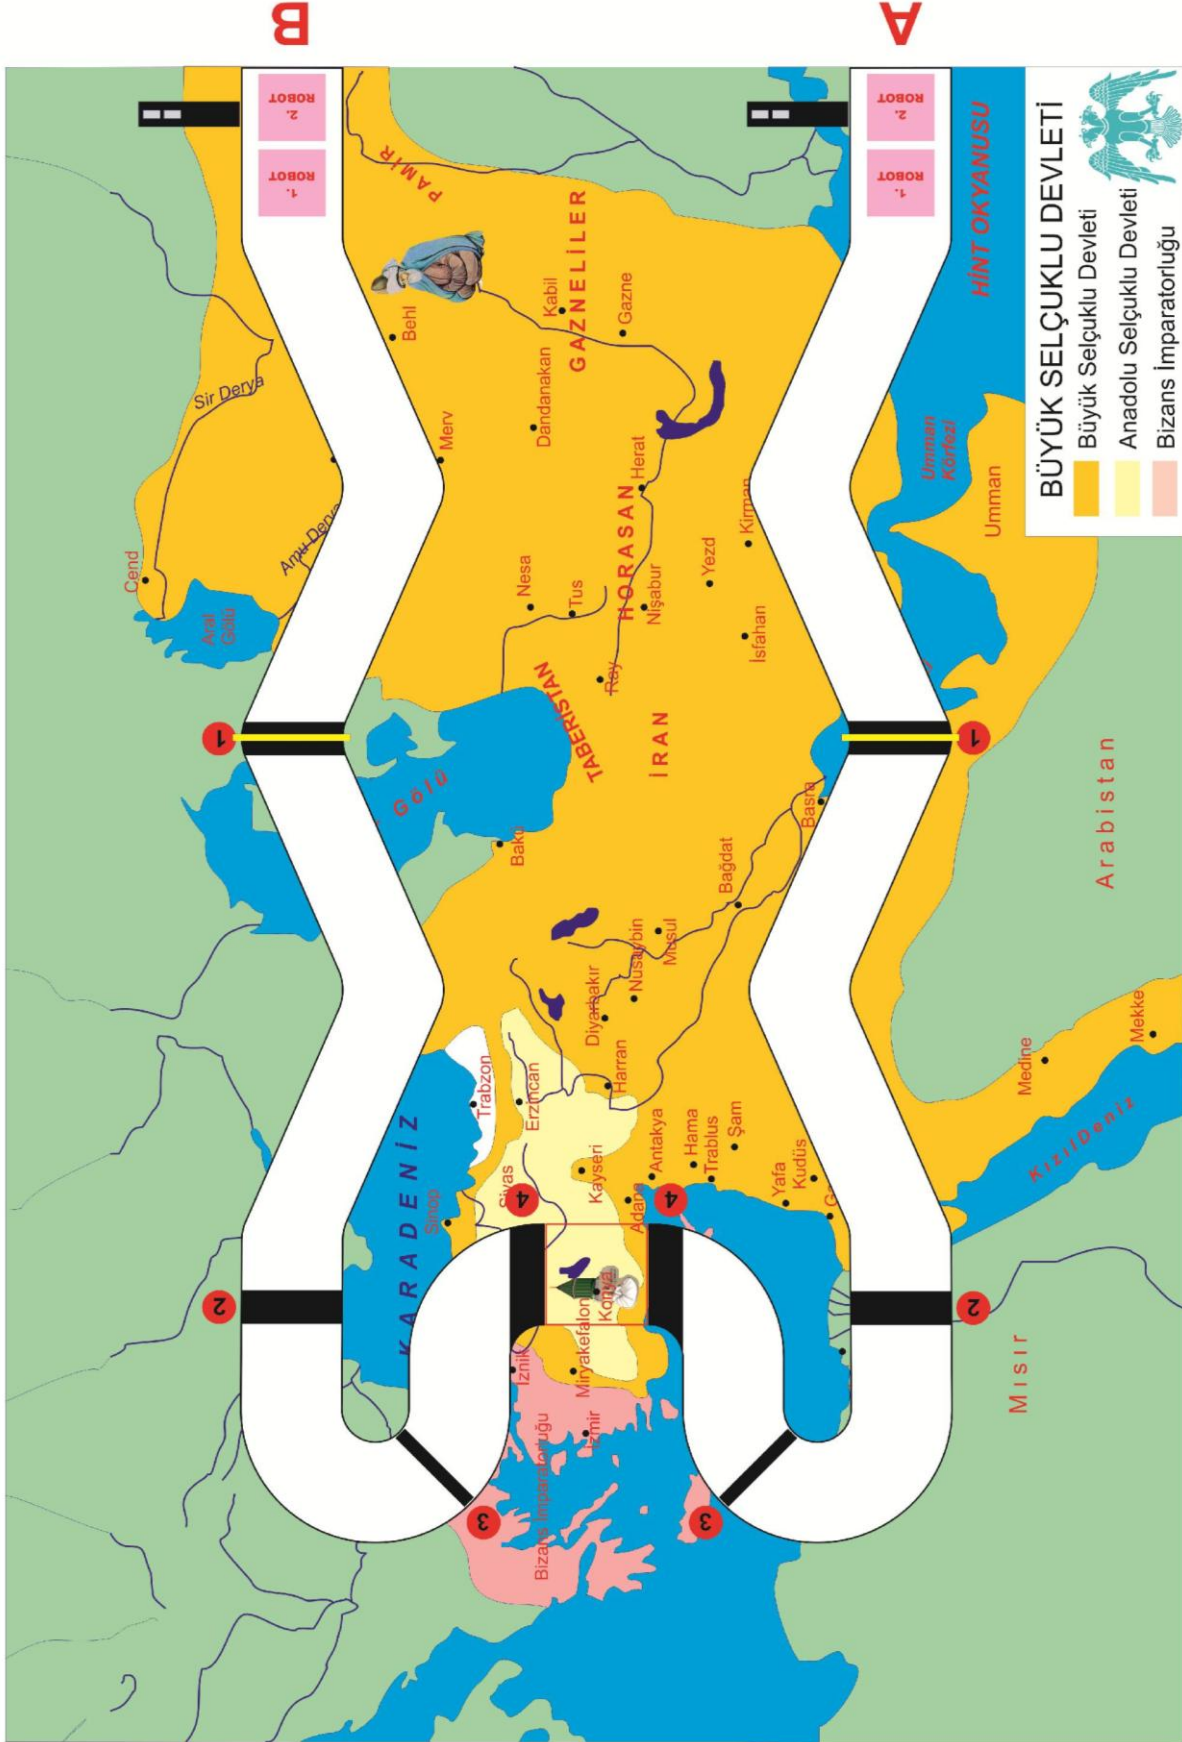 B
A
2.
ROBOT
1.
ROBOT
2.
ROBOT
1.
ROBOT
PAMİR
GAZNELİLER
Kabil
Gazne
Behl
Dandanakan
Merv
Sir Derya
Amu Derya
Cend
Aral
Gölü
Nesa
Tus
HORASAN
Herat
Nişabur
Yezd
Kirman
İsfahan
Ray
TABERİSTAN
İRAN
Gölü
Bakü
Basra
Bağdat
Musul
Nusaybin
Diyarbakır
Harran
Erzincan
Trabzon
KARADENİZ
Sinop
Sivas
Kayseri
Adana
Antakya
Hama
Trablus
Şam
Yafa
Kudüs
Konya
Miryakefalon
İznik
İzmir
Bizans İmparatorluğu
Mısır
Kızıl Deniz
Medine
Mekke
Arabistan
Umman
Umman
Körfezi
HİNT OKYANUSU
1
2
3
4
1
2
3
4
BÜYÜK SELÇUKLU DEVLETİ
Büyük Selçuklu Devleti
Anadolu Selçuklu Devleti
Bizans İmparatorluğu